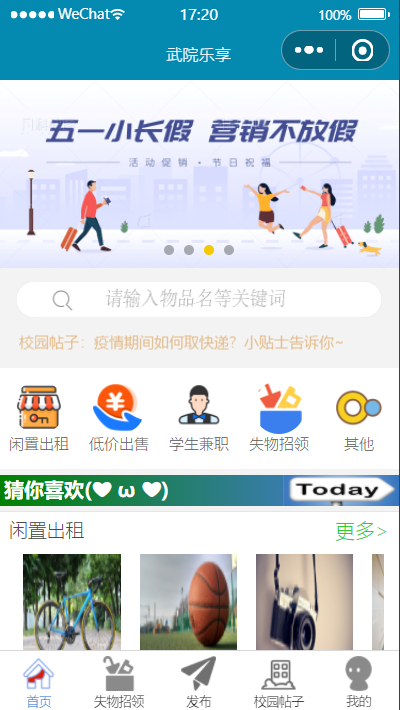 WeChat 17:20 100%
武院乐享
五一小长假 营销不放假
活动促销·节日祝福
请输入物品名等关键词
校园帖子：疫情期间如何取快递？小贴士告诉你~
闲置出租 低价出售 学生兼职 失物招领 其他
猜你喜欢(❤ ω ❤) Today
闲置出租 更多>
首页 失物招领 发布 校园帖子 我的